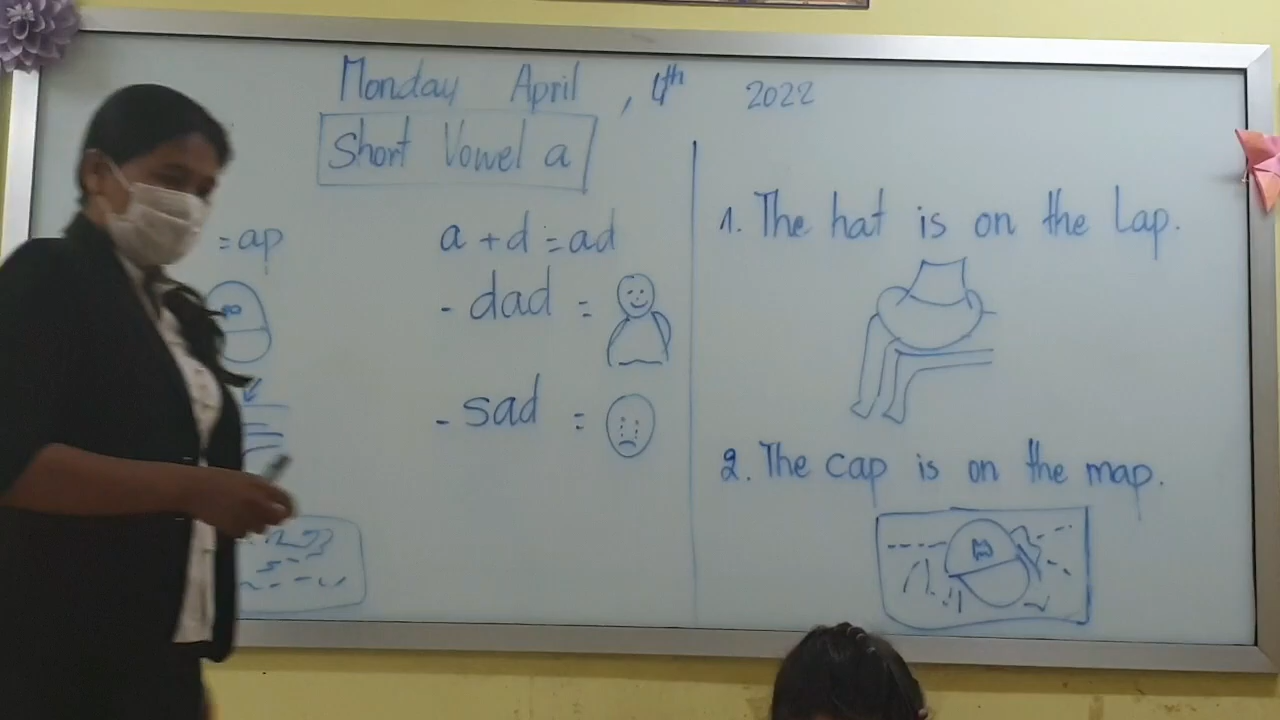 Monday April, 4th 2022
Short Vowel a
= ap
a + d = ad
- dad =
- sad =
1. The hat is on the Lap.
2. The cap is on the map.